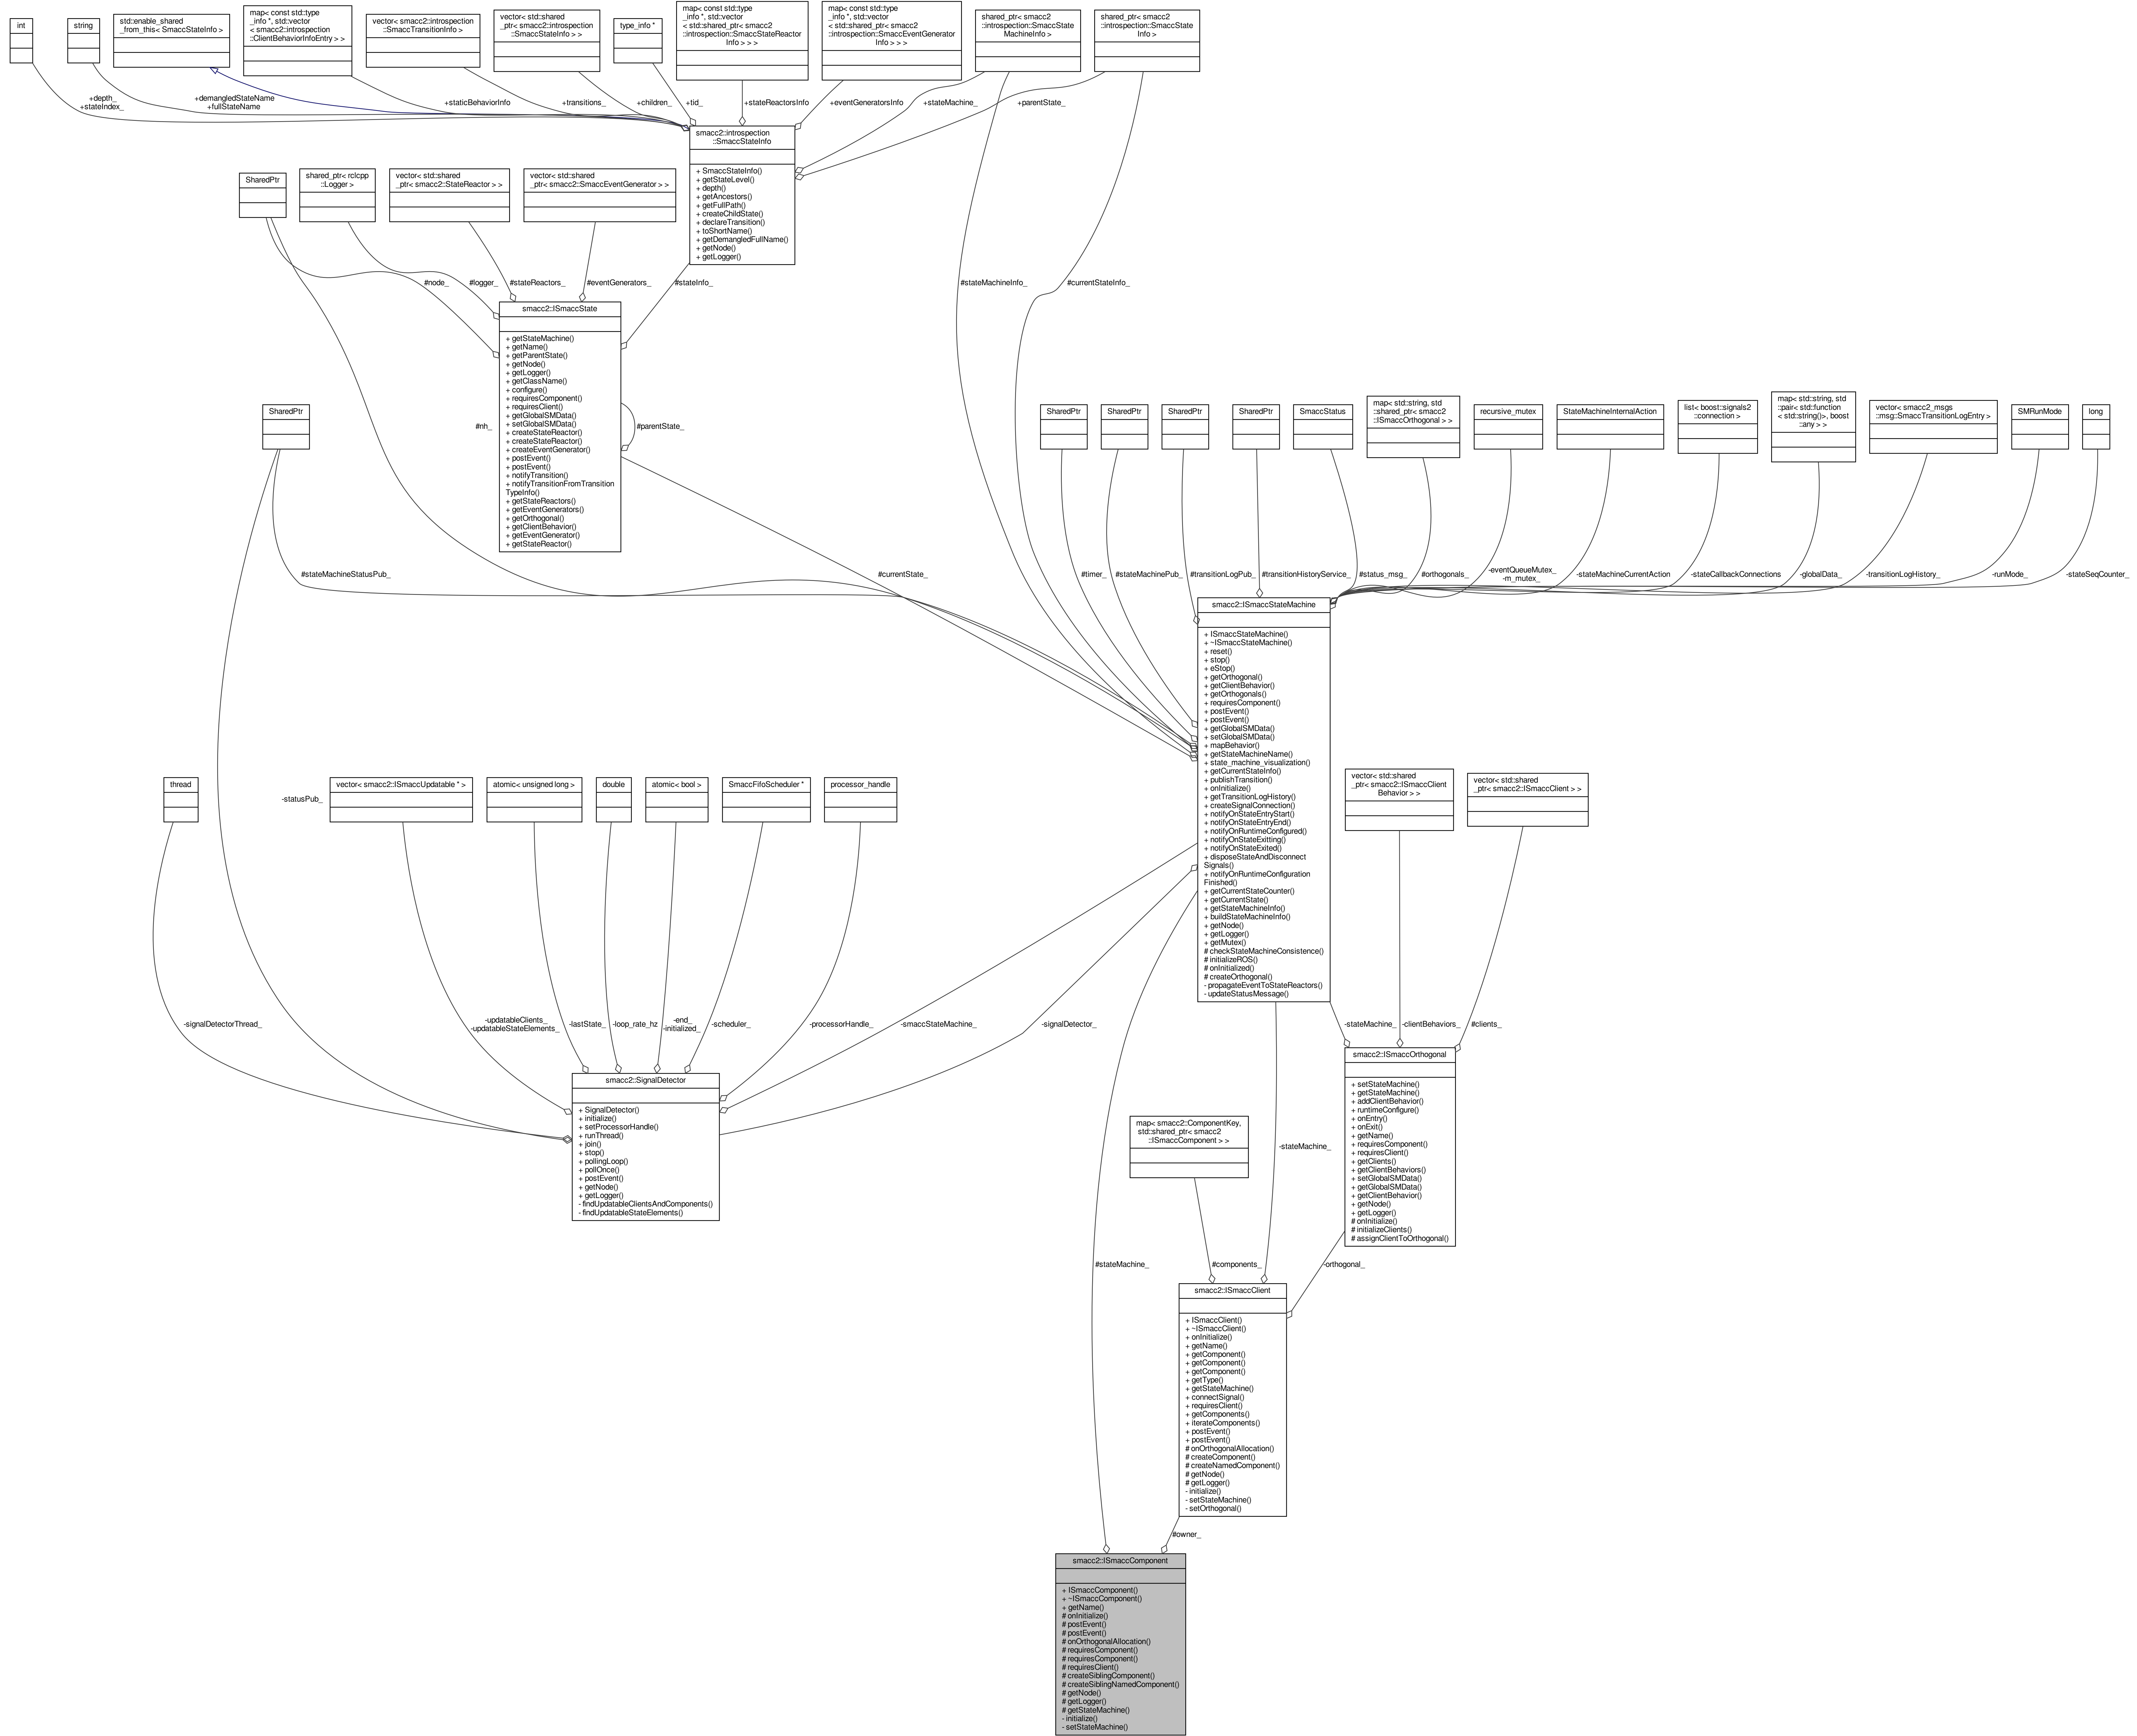 int
string
std::enable_shared
_from_this< SmaccStateInfo >
map< const std::type
_info *, std::vector
< smacc2::introspection
::ClientBehaviorInfoEntry > >
vector< smacc2::introspection
::SmaccTransitionInfo >
vector< std::shared
_ptr< smacc2::introspection
::SmaccStateInfo > >
type_info *
map< const std::type
_info *, std::vector
< std::shared_ptr< smacc2
::introspection::SmaccStateReactor
Info > > >
map< const std::type
_info *, std::vector
< std::shared_ptr< smacc2
::introspection::SmaccEventGenerator
Info > > >
shared_ptr< smacc2
::introspection::SmaccState
MachineInfo >
shared_ptr< smacc2
::introspection::SmaccState
Info >
+depth_
+stateIndex_
+demangledStateName
+fullStateName
+staticBehaviorInfo
+transitions_
+children_
+tid_
+stateReactorsInfo
+eventGeneratorsInfo
+stateMachine_
+parentState_
smacc2::introspection
::SmaccStateInfo
+ SmaccStateInfo()
+ getStateLevel()
+ depth()
+ getAncestors()
+ getFullPath()
+ createChildState()
+ declareTransition()
+ toShortName()
+ getDemangledFullName()
+ getNode()
+ getLogger()
SharedPtr
shared_ptr< rclcpp
::Logger >
vector< std::shared
_ptr< smacc2::StateReactor > >
vector< std::shared
_ptr< smacc2::SmaccEventGenerator > >
#node_
#logger_
#stateReactors_
#eventGenerators_
#stateInfo_
#stateMachineInfo_
#currentStateInfo_
smacc2::ISmaccState
+ getStateMachine()
+ getName()
+ getParentState()
+ getNode()
+ getLogger()
+ getClassName()
+ configure()
+ requiresComponent()
+ requiresClient()
+ getGlobalSMData()
+ setGlobalSMData()
+ createStateReactor()
+ createStateReactor()
+ createEventGenerator()
+ postEvent()
+ postEvent()
+ notifyTransition()
+ notifyTransitionFromTransition
TypeInfo()
+ getStateReactors()
+ getEventGenerators()
+ getOrthogonal()
+ getClientBehavior()
+ getEventGenerator()
+ getStateReactor()
#nh_
#parentState_
SharedPtr
SharedPtr
SharedPtr
SharedPtr
SharedPtr
SmaccStatus
map< std::string, std
::shared_ptr< smacc2
::ISmaccOrthogonal > >
recursive_mutex
StateMachineInternalAction
list< boost::signals2
::connection >
map< std::string, std
::pair< std::function
< std::string()>, boost
::any > >
vector< smacc2_msgs
::msg::SmaccTransitionLogEntry >
SMRunMode
long
#stateMachineStatusPub_
#currentState_
#timer_
#stateMachinePub_
#transitionLogPub_
#transitionHistoryService_
#status_msg_
#orthogonals_
-eventQueueMutex_
-m_mutex_
-stateMachineCurrentAction
-stateCallbackConnections
-globalData_
-transitionLogHistory_
-runMode_
-stateSeqCounter_
smacc2::ISmaccStateMachine
+ ISmaccStateMachine()
+ ~ISmaccStateMachine()
+ reset()
+ stop()
+ eStop()
+ getOrthogonal()
+ getClientBehavior()
+ getOrthogonals()
+ requiresComponent()
+ postEvent()
+ postEvent()
+ getGlobalSMData()
+ setGlobalSMData()
+ mapBehavior()
+ getStateMachineName()
+ state_machine_visualization()
+ getCurrentStateInfo()
+ publishTransition()
+ onInitialize()
+ getTransitionLogHistory()
+ createSignalConnection()
+ notifyOnStateEntryStart()
+ notifyOnStateEntryEnd()
+ notifyOnRuntimeConfigured()
+ notifyOnStateExitting()
+ notifyOnStateExited()
+ disposeStateAndDisconnect
Signals()
+ notifyOnRuntimeConfiguration
Finished()
+ getCurrentStateCounter()
+ getCurrentState()
+ getStateMachineInfo()
+ buildStateMachineInfo()
+ getNode()
+ getLogger()
+ getMutex()
# checkStateMachineConsistence()
# initializeROS()
# onInitialized()
# createOrthogonal()
- propagateEventToStateReactors()
- updateStatusMessage()
thread
-statusPub_
vector< smacc2::ISmaccUpdatable * >
atomic< unsigned long >
double
atomic< bool >
SmaccFifoScheduler *
processor_handle
vector< std::shared
_ptr< smacc2::ISmaccClient
Behavior > >
vector< std::shared
_ptr< smacc2::ISmaccClient > >
-signalDetectorThread_
-updatableClients_
-updatableStateElements_
-lastState_
-loop_rate_hz
-end_
-initialized_
-scheduler_
-processorHandle_
-smaccStateMachine_
-signalDetector_
-stateMachine_
-clientBehaviors_
#clients_
smacc2::SignalDetector
+ SignalDetector()
+ initialize()
+ setProcessorHandle()
+ runThread()
+ join()
+ stop()
+ pollingLoop()
+ pollOnce()
+ postEvent()
+ getNode()
+ getLogger()
- findUpdatableClientsAndComponents()
- findUpdatableStateElements()
smacc2::ISmaccOrthogonal
+ setStateMachine()
+ getStateMachine()
+ addClientBehavior()
+ runtimeConfigure()
+ onEntry()
+ onExit()
+ getName()
+ requiresComponent()
+ requiresClient()
+ getClients()
+ getClientBehaviors()
+ setGlobalSMData()
+ getGlobalSMData()
+ getClientBehavior()
+ getNode()
+ getLogger()
# onInitialize()
# initializeClients()
# assignClientToOrthogonal()
map< smacc2::ComponentKey,
std::shared_ptr< smacc2
::ISmaccComponent > >
-stateMachine_
#stateMachine_
#components_
-orthogonal_
smacc2::ISmaccClient
+ ISmaccClient()
+ ~ISmaccClient()
+ onInitialize()
+ getName()
+ getComponent()
+ getComponent()
+ getComponent()
+ getType()
+ getStateMachine()
+ connectSignal()
+ requiresClient()
+ getComponents()
+ iterateComponents()
+ postEvent()
+ postEvent()
# onOrthogonalAllocation()
# createComponent()
# createNamedComponent()
# getNode()
# getLogger()
- initialize()
- setStateMachine()
- setOrthogonal()
#owner_
smacc2::ISmaccComponent
+ ISmaccComponent()
+ ~ISmaccComponent()
+ getName()
# onInitialize()
# postEvent()
# postEvent()
# onOrthogonalAllocation()
# requiresComponent()
# requiresComponent()
# requiresClient()
# createSiblingComponent()
# createSiblingNamedComponent()
# getNode()
# getLogger()
# getStateMachine()
- initialize()
- setStateMachine()